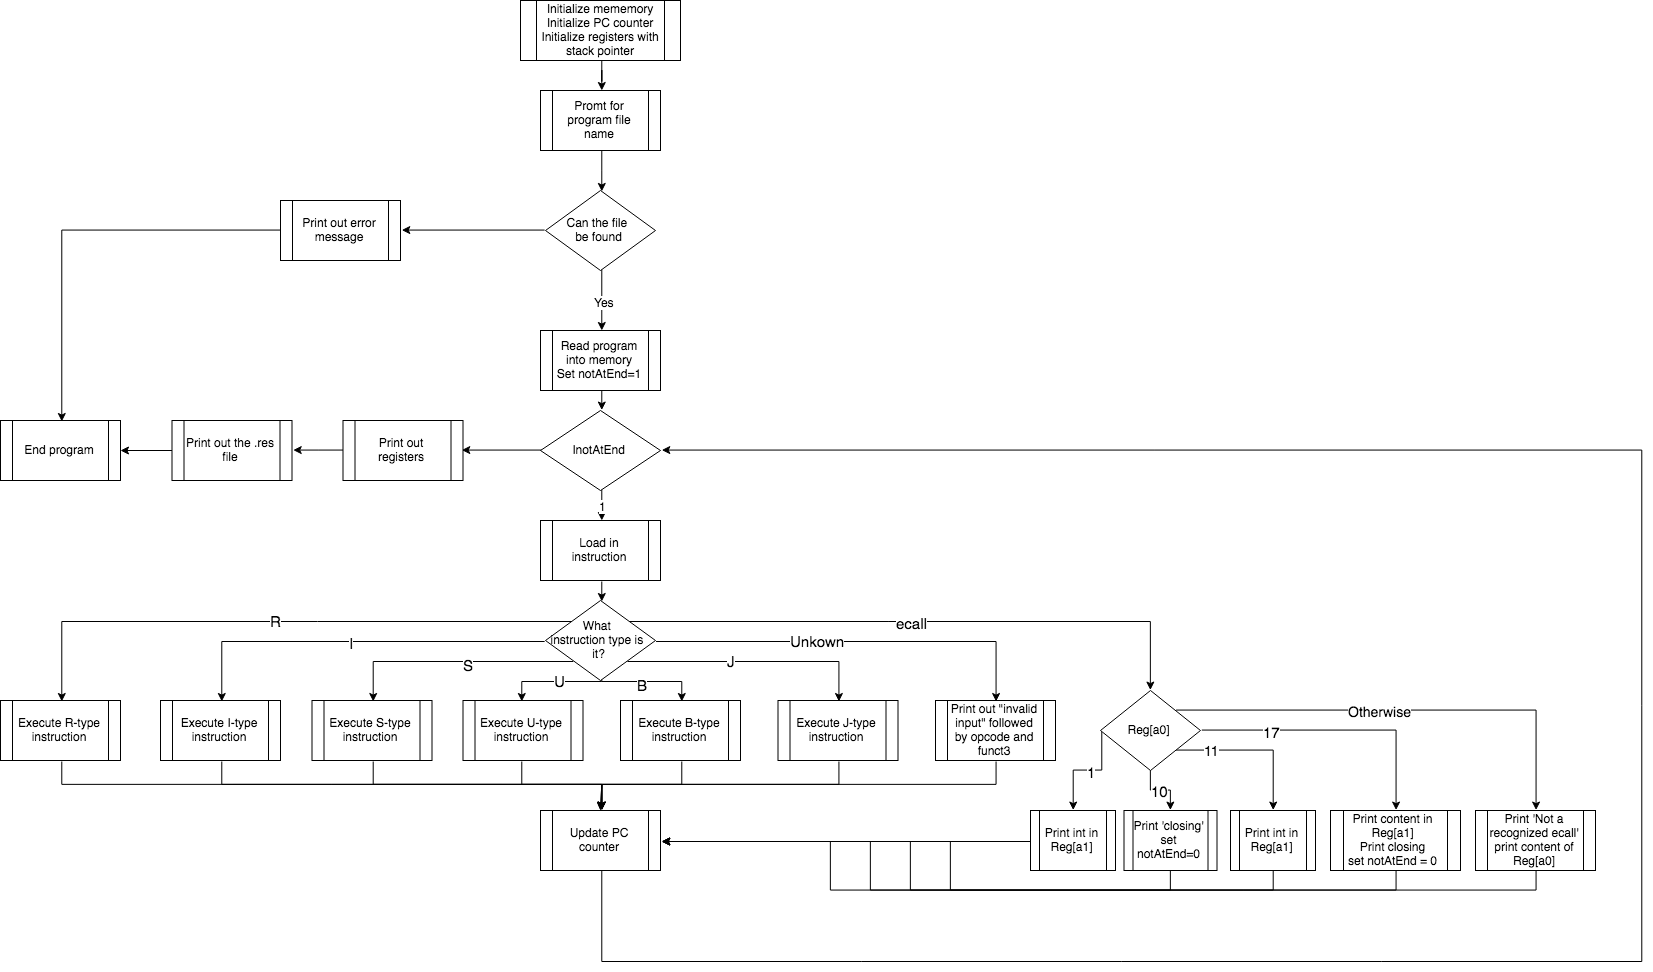 Initialize mememory
Initialize PC counter
Initialize registers with
stack pointer
Promt for
program file
name
Can the file
be found
Print out error
message
Yes
Read program
into memory
Set notAtEnd=1
End program
Print out the .res
file
Print out
registers
InotAtEnd
1
Load in
instruction
What
instruction type is
it?
R
I
S
U
B
J
Unkown
ecall
Execute R-type
instruction
Execute I-type
instruction
Execute S-type
instruction
Execute U-type
instruction
Execute B-type
instruction
Execute J-type
instruction
Print out "invalid
input" followed
by opcode and
funct3
Reg[a0]
Otherwise
17
11
1
10
Update PC
counter
Print int in
Reg[a1]
Print 'closing'
set
notAtEnd=0
Print int in
Reg[a1]
Print content in
Reg[a1]
Print closing
set notAtEnd = 0
Print 'Not a
recognized ecall'
print content of
Reg[a0]